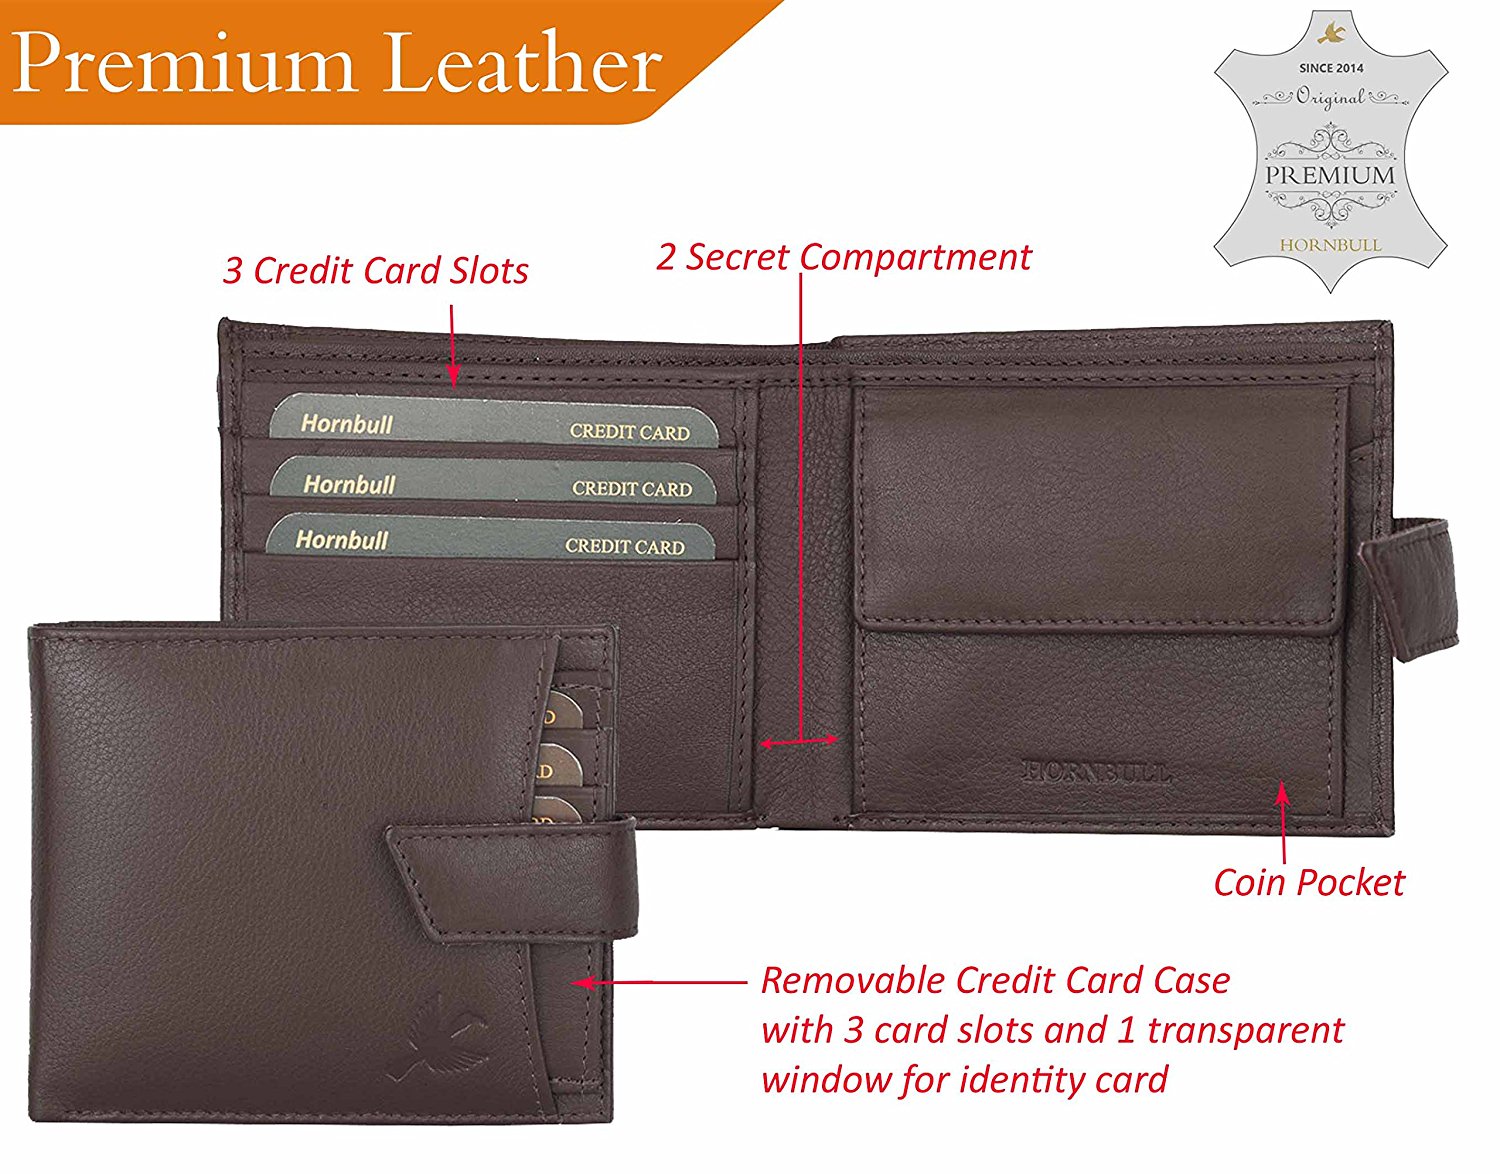 Premium Leather
SINCE 2014
Original
PREMIUM
HORNBULL
3 Credit Card Slots
2 Secret Compartment
Hornbull
CREDIT CARD
Hornbull
CREDIT CARD
Hornbull
CREDIT CARD
D
RD
RD
HORNBULL
Coin Pocket
Removable Credit Card Case
with 3 card slots and 1 transparent
window for identity card